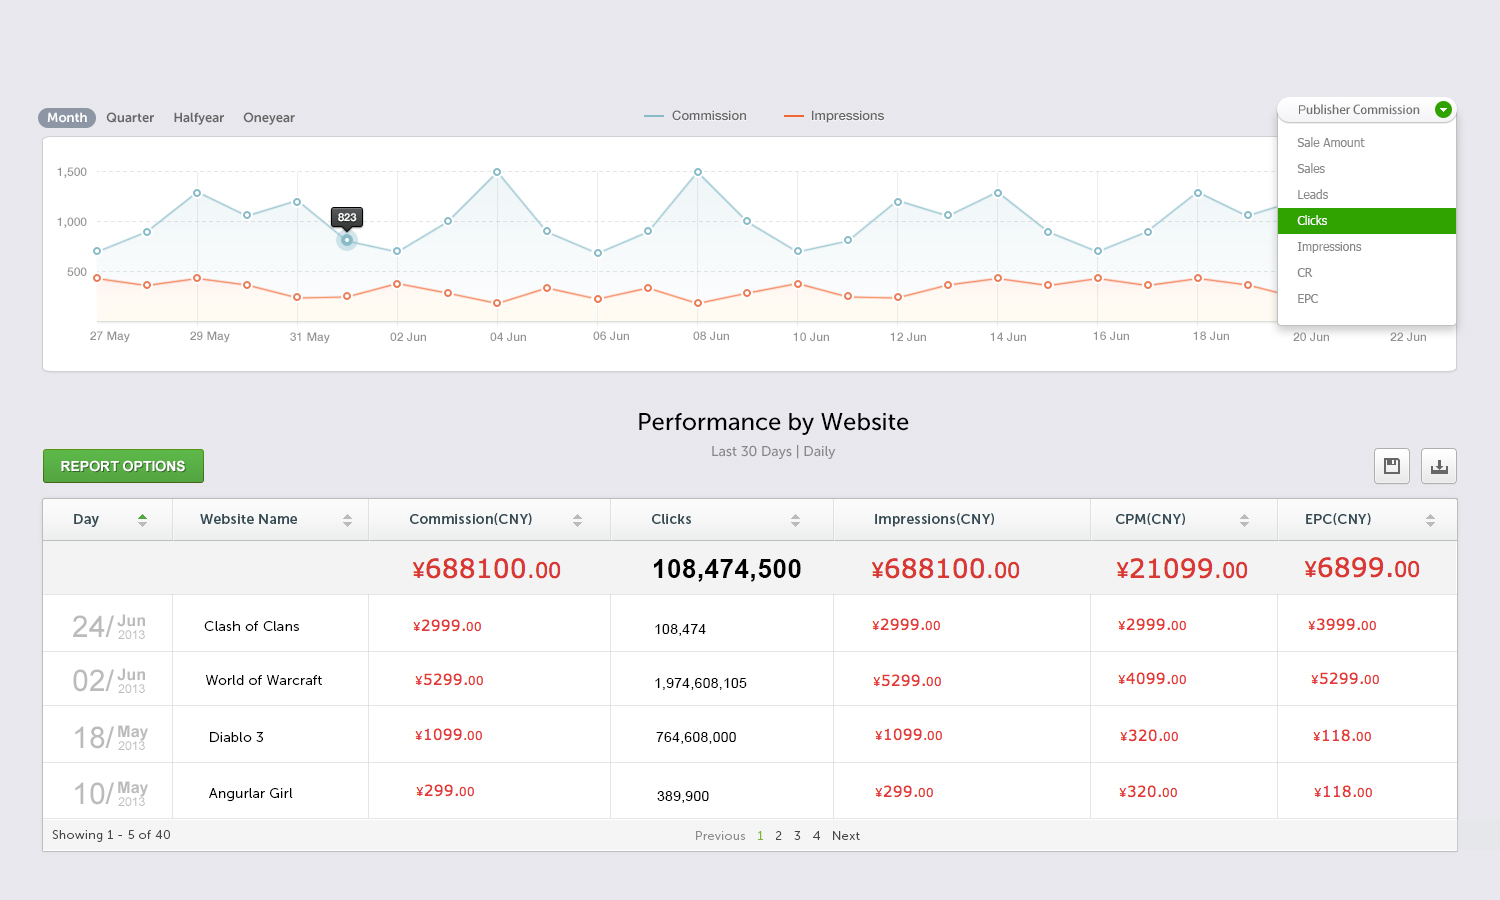 Month Quarter Halfyear Oneyear
Commission Impressions
Publisher Commission
Sale Amount
Sales
Leads
Clicks
Impressions
CR
EPC
1,500
1,000
500
823
27 May 29 May 31 May 02 Jun 04 Jun 06 Jun 08 Jun 10 Jun 12 Jun 14 Jun 16 Jun 18 Jun 20 Jun 22 Jun
Performance by Website
Last 30 Days | Daily
REPORT OPTIONS
Day Website Name Commission(CNY) Clicks Impressions(CNY) CPM(CNY) EPC(CNY)
¥688100.00 108,474,500 ¥688100.00 ¥21099.00 ¥6899.00
24/ Jun 2013 Clash of Clans ¥2999.00 108,474 ¥2999.00 ¥2999.00 ¥3999.00
02/ Jun 2013 World of Warcraft ¥5299.00 1,974,608,105 ¥5299.00 ¥4099.00 ¥5299.00
18/ May 2013 Diablo 3 ¥1099.00 764,608,000 ¥1099.00 ¥320.00 ¥118.00
10/ May 2013 Angurlar Girl ¥299.00 389,900 ¥299.00 ¥320.00 ¥118.00
Showing 1 - 5 of 40 Previous 1 2 3 4 Next